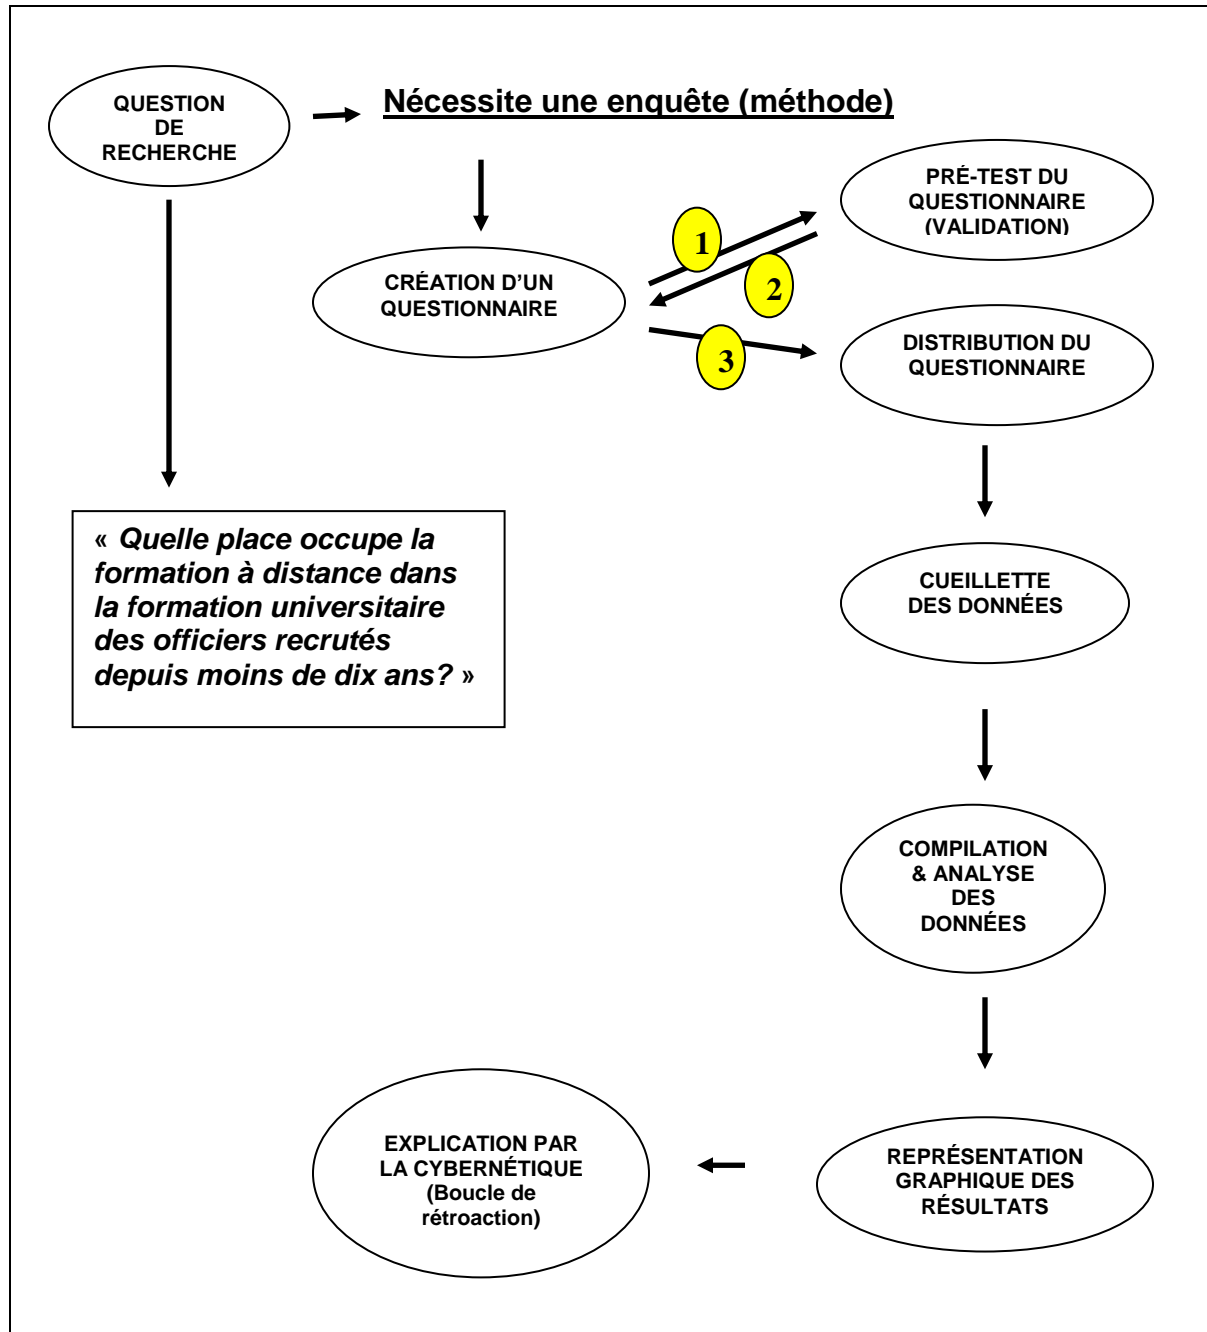 QUESTION
DE
RECHERCHE
Nécessite une enquête (méthode)
PRÉ-TEST DU
QUESTIONNAIRE
(VALIDATION)
1
2
CRÉATION D’UN
QUESTIONNAIRE
3
DISTRIBUTION DU
QUESTIONNAIRE
« Quelle place occupe la
formation à distance dans
la formation universitaire
des officiers recrutés
depuis moins de dix ans? »
CUEILLETTE
DES DONNÉES
COMPILATION
& ANALYSE
DES
DONNÉES
REPRÉSENTATION
GRAPHIQUE DES
RÉSULTATS
EXPLICATION PAR
LA CYBERNÉTIQUE
(Boucle de
rétroaction)